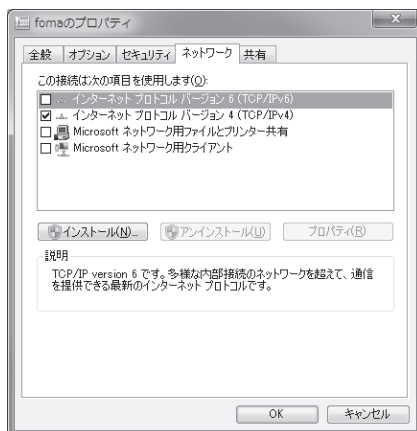 fomaのプロパティ
全般 オプション セキュリティ ネットワーク 共有
この接続は次の項目を使用します(O):
インターネット プロトコル バージョン 6 (TCP/IPv6)
インターネット プロトコル バージョン 4 (TCP/IPv4)
Microsoft ネットワーク用ファイルとプリンター共有
Microsoft ネットワーク用クライアント
インストール(N)... アンインストール(U) プロパティ(R)
説明
TCP/IP version 6 です。多様な内部接続のネットワークを超えて、通信
を提供できる最新のインターネット プロトコルです。
OK キャンセル